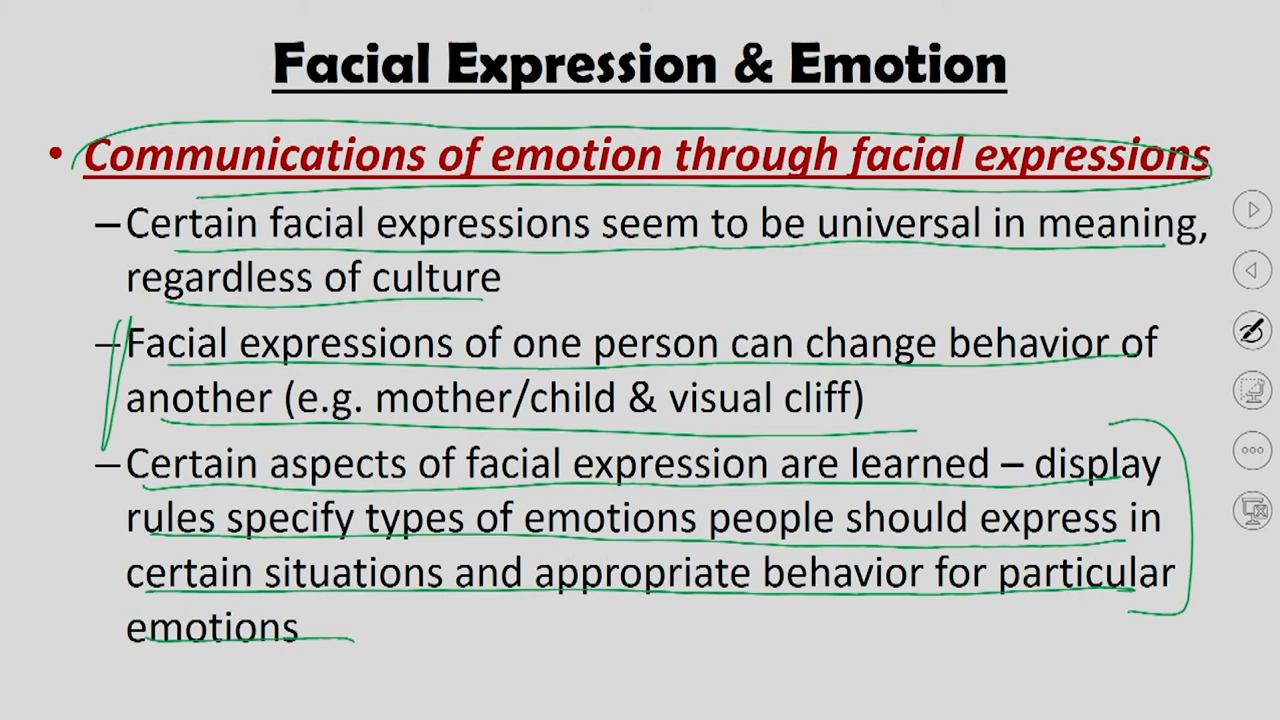 Facial Expression & Emotion
• Communications of emotion through facial expressions
– Certain facial expressions seem to be universal in meaning,
regardless of culture
– Facial expressions of one person can change behavior of
another (e.g. mother/child & visual cliff)
– Certain aspects of facial expression are learned – display
rules specify types of emotions people should express in
certain situations and appropriate behavior for particular
emotions